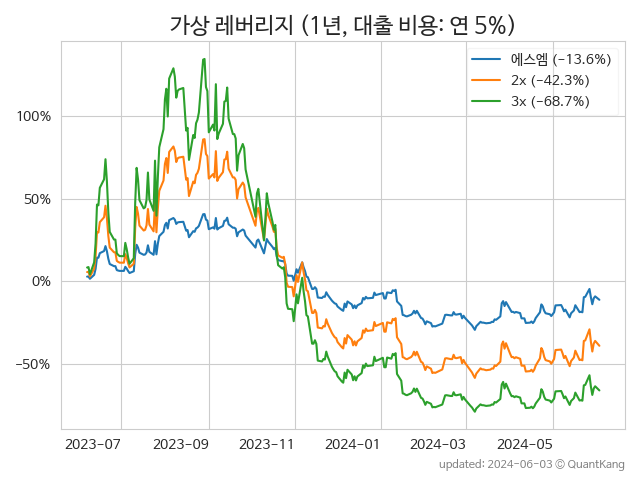 가상 레버리지 (1년, 대출 비용: 연 5%)
에스엠 (−13.6%)
2x (−42.3%)
3x (−68.7%)
100%
50%
0%
−50%
2023-07 2023-09 2023-11 2024-01 2024-03 2024-05
updated: 2024-06-03 © QuantKang